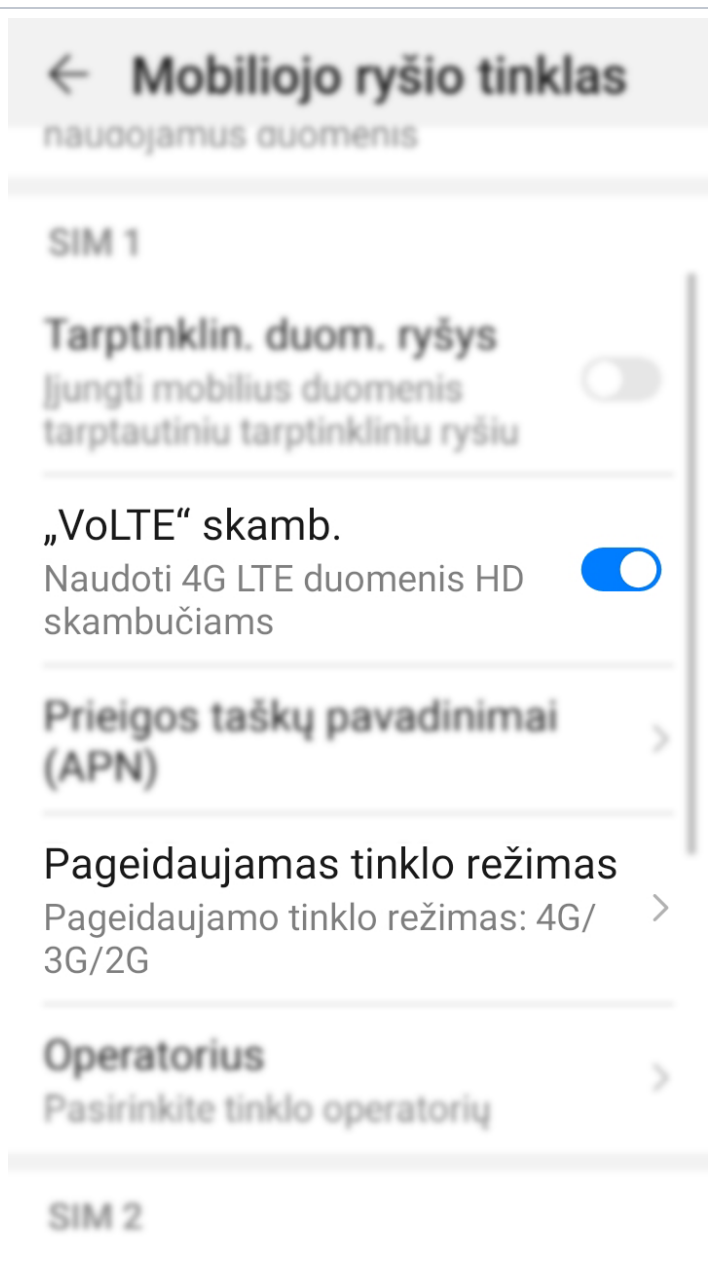 Mobiliojo ryšio tinklas
naudojamus duomenis
SIM 1
Tarptinklin. duom. ryšys
Įjungti mobilius duomenis
tarptautiniu tarptinkliniu ryšiu
„VoLTE“ skamb.
Naudoti 4G LTE duomenis HD
skambučiams
Prieigos taškų pavadinimai
(APN)
Pageidaujamas tinklo režimas
Pageidaujamo tinklo režimas: 4G/
3G/2G
Operatorius
Pasirinkite tinklo operatorių
SIM 2